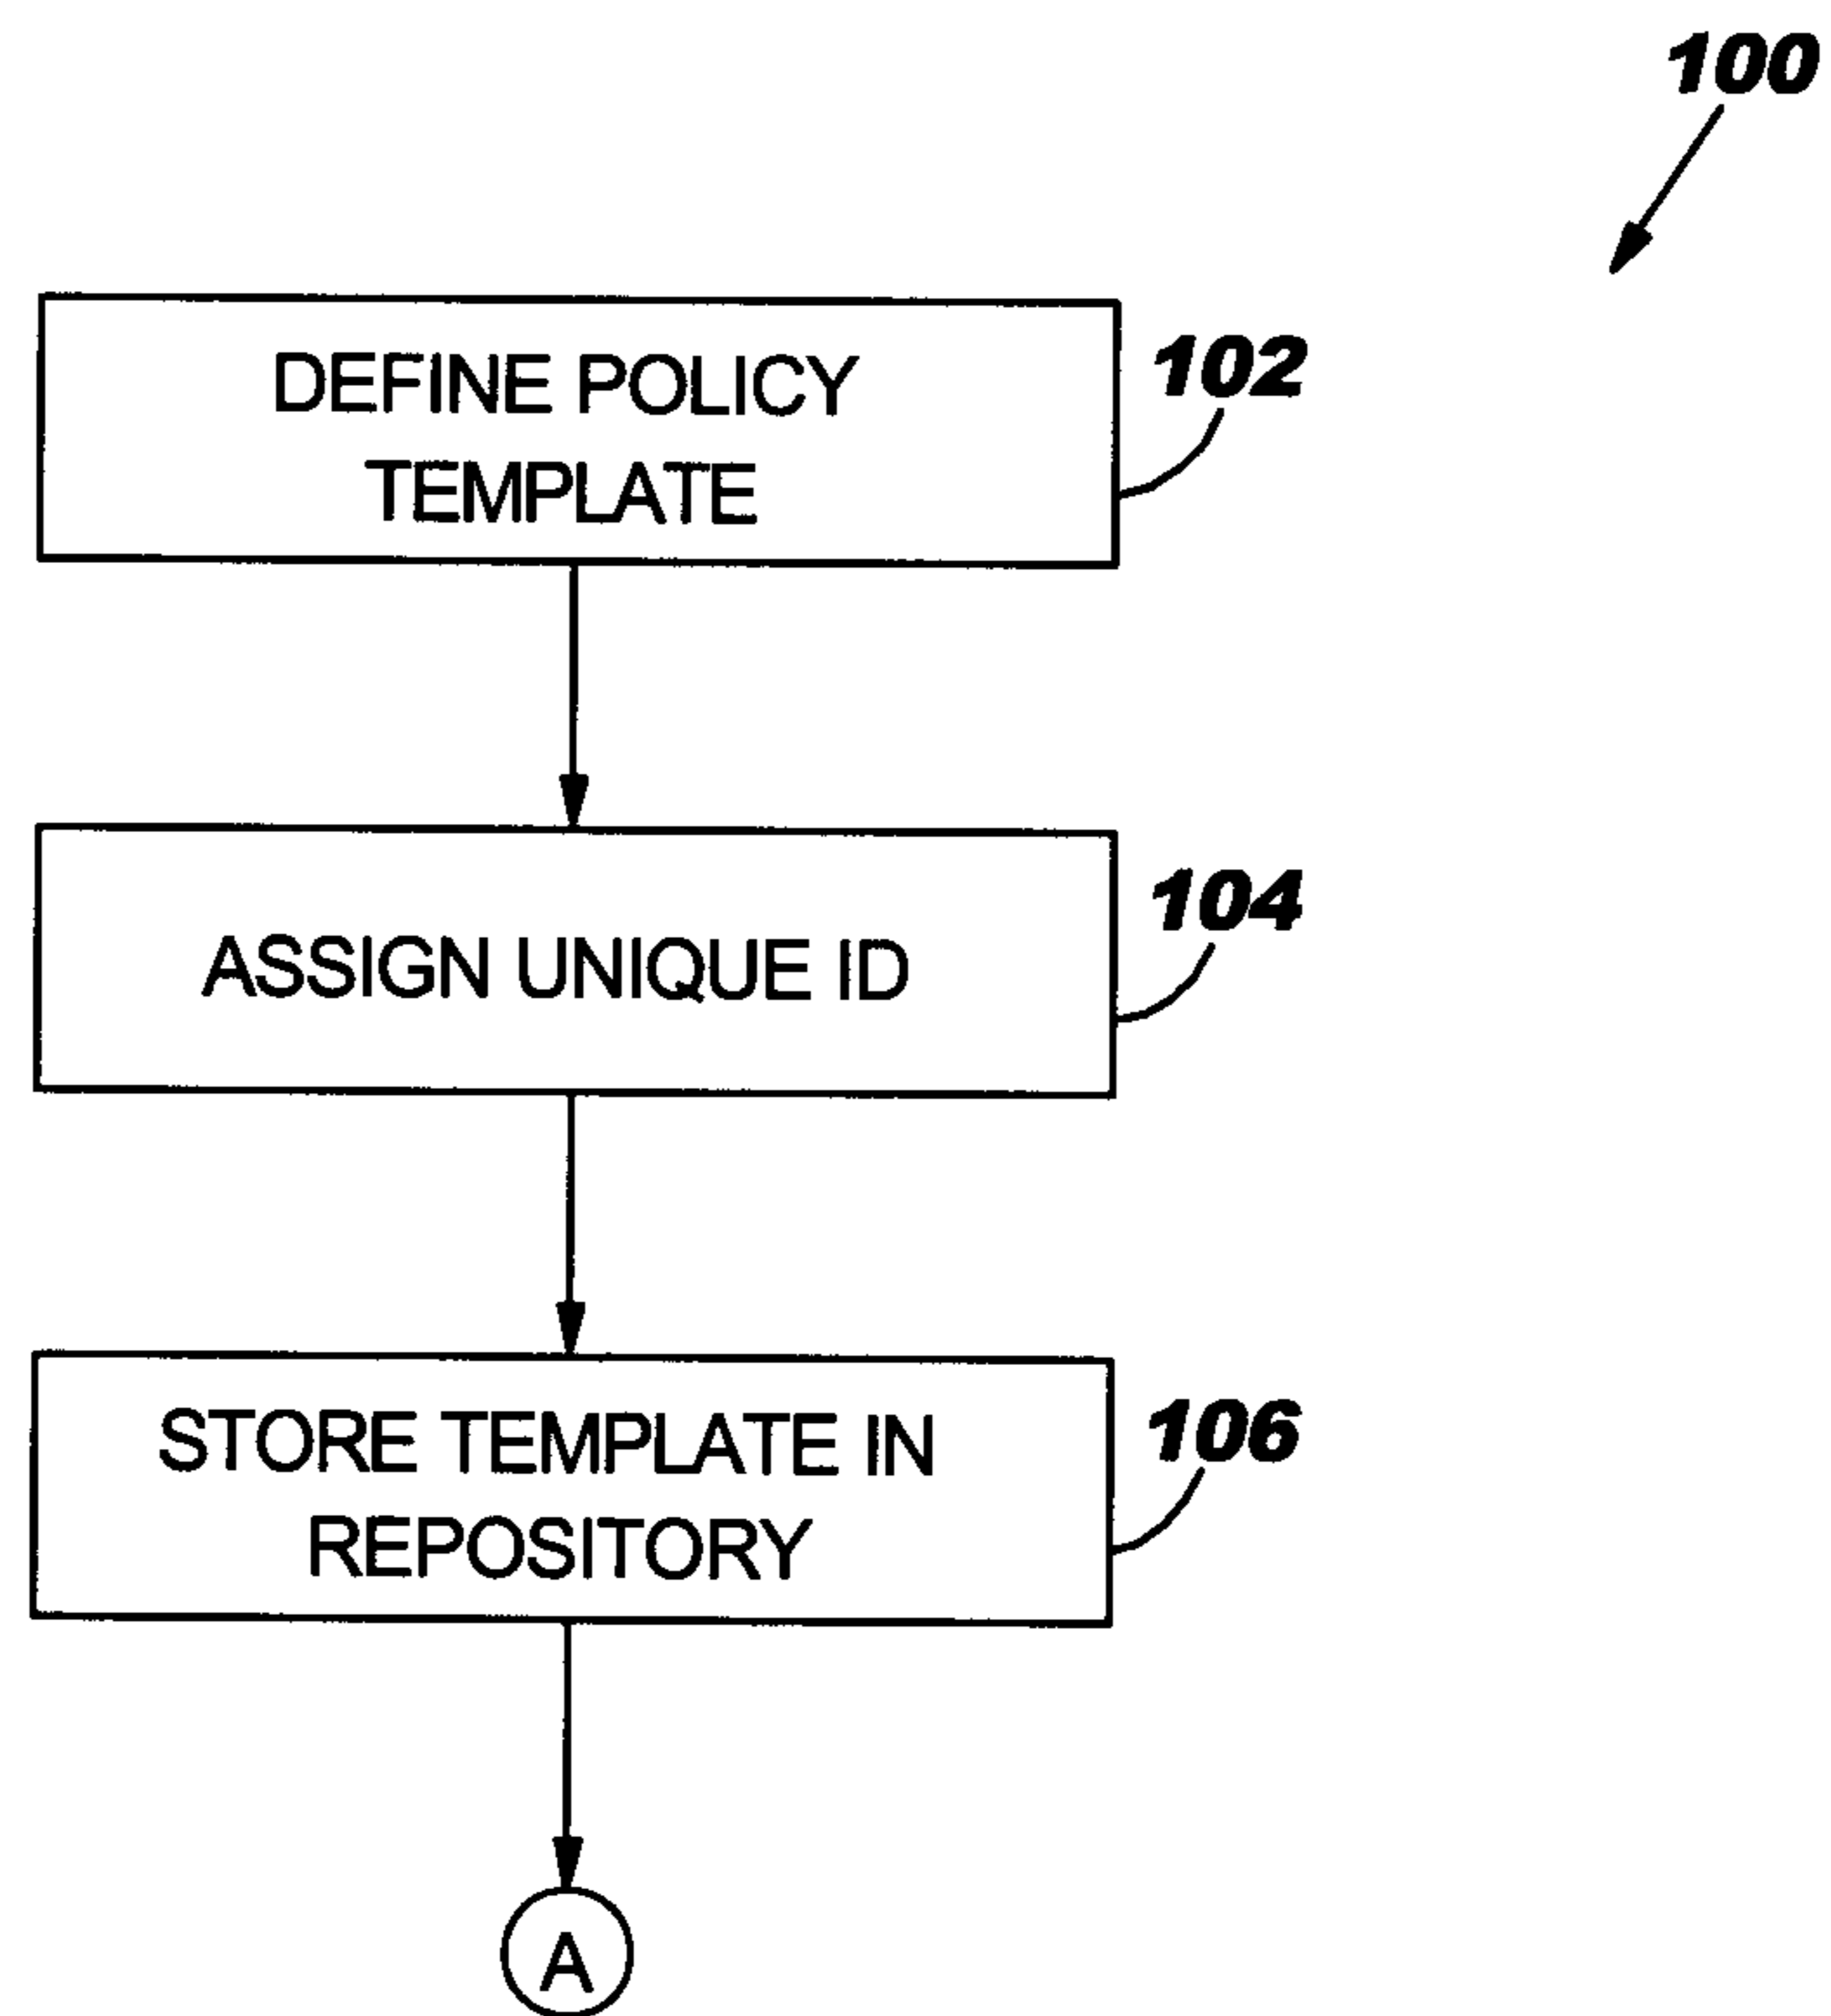 100
DEFINE POLICY
TEMPLATE
102
ASSIGN UNIQUE ID
104
STORE TEMPLATE IN
REPOSITORY
106
A